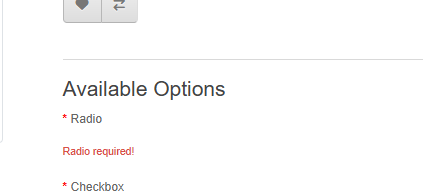 Available Options
* Radio
Radio required!
* Checkbox